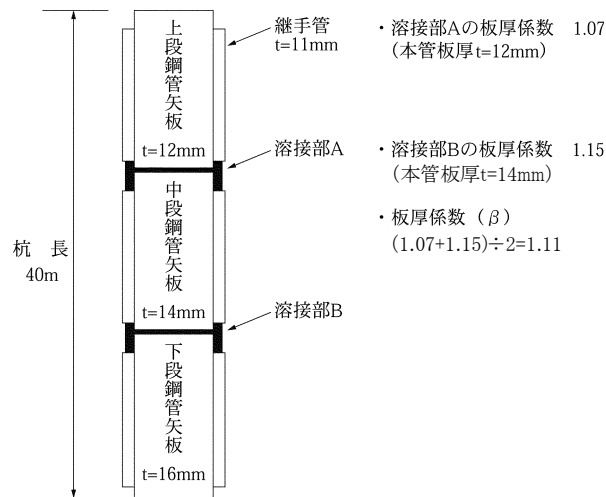 継手管
t=11mm
・溶接部Aの板厚係数 1.07
(本管板厚t=12mm)
上段鋼管矢板
t=12mm
溶接部A
・溶接部Bの板厚係数 1.15
(本管板厚t=14mm)
・板厚係数(β)
(1.07+1.15)÷2=1.11
杭 長
40m
中段鋼管矢板
t=14mm
溶接部B
下段鋼管矢板
t=16mm